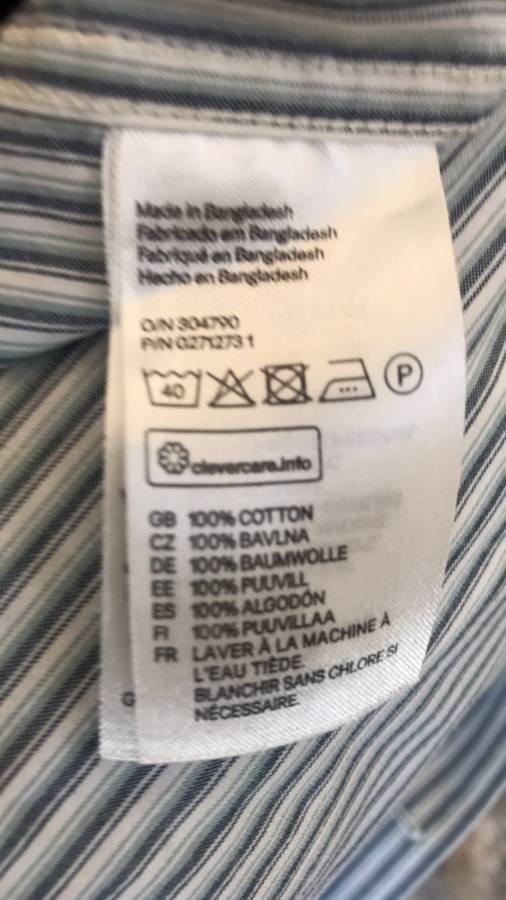 Made in Bangladesh
Fabricado em Bangladesh
Fabriqué en Bangladesh
Hecho en Bangladesh
O/N 304790
P/N 0271273 1
40
P
clevercare.info
GB 100% COTTON
CZ 100% BAVLNA
DE 100% BAUMWOLLE
EE 100% PUUVILL
ES 100% ALGODÓN
FI 100% PUUVILLAA
FR LAVER À LA MACHINE À
L'EAU TIÈDE.
BLANCHIR SANS CHLORE SI
NÉCESSAIRE.
G